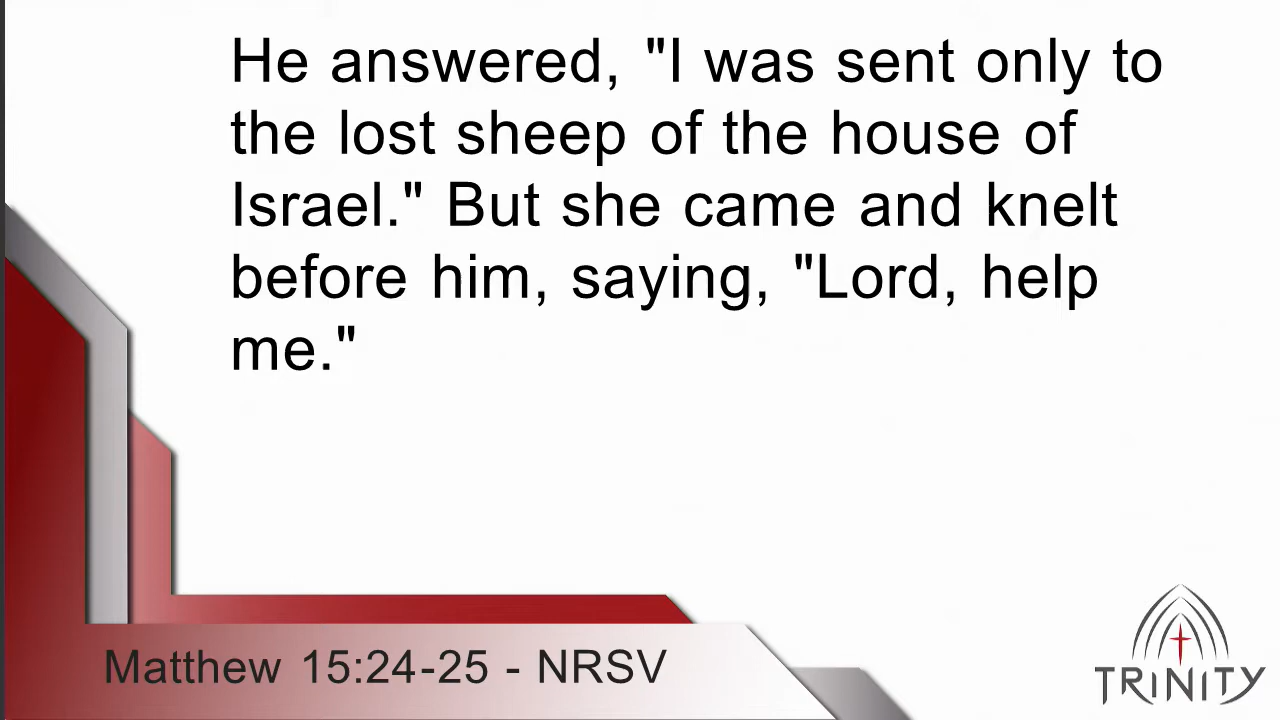 He answered, "I was sent only to
the lost sheep of the house of
Israel." But she came and knelt
before him, saying, "Lord, help
me."
Matthew 15:24-25 - NRSV
TRINITY